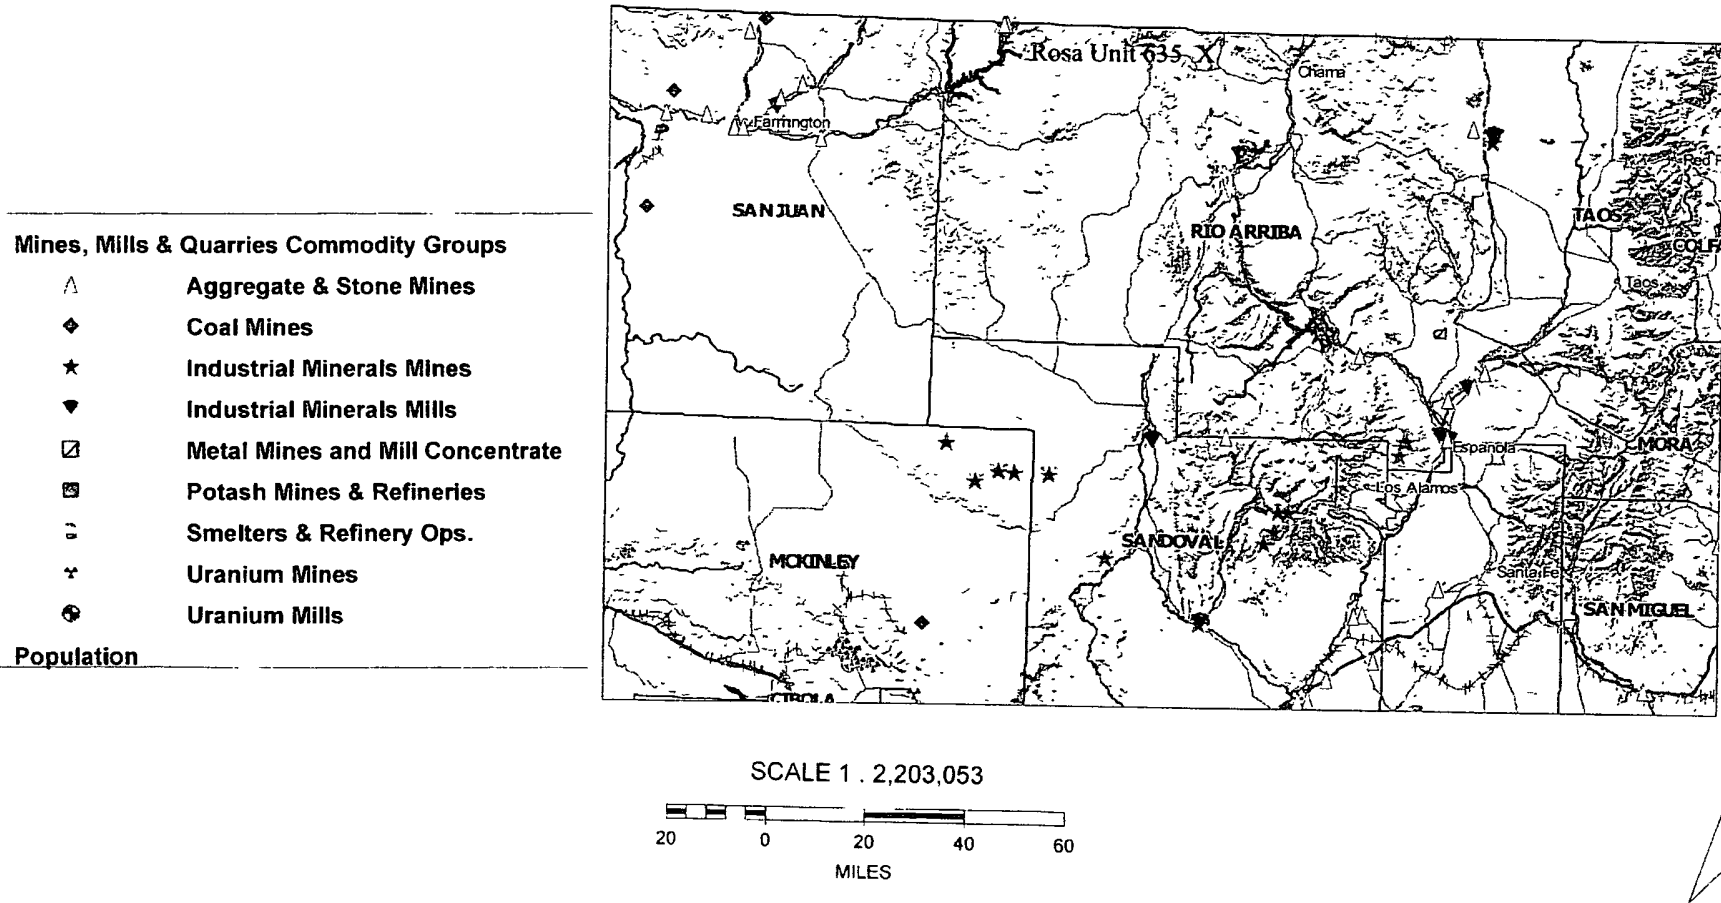 Mines, Mills & Quarries Commodity Groups
Aggregate & Stone Mines
Coal Mines
Industrial Minerals Mines
Industrial Minerals Mills
Metal Mines and Mill Concentrate
Potash Mines & Refineries
Smelters & Refinery Ops.
Uranium Mines
Uranium Mills
Population
Rosa Unit 635 X
Chama
Farmington
Red R
SAN JUAN
RIO ARRIBA
TAOS
COLF
Taos
MORA
Espanola
Los Alamos
SANDOVAL
MCKINLEY
Santa Fe
SAN MIGUEL
CIBOLA
SCALE 1 . 2,203,053
20 0 20 40 60
MILES